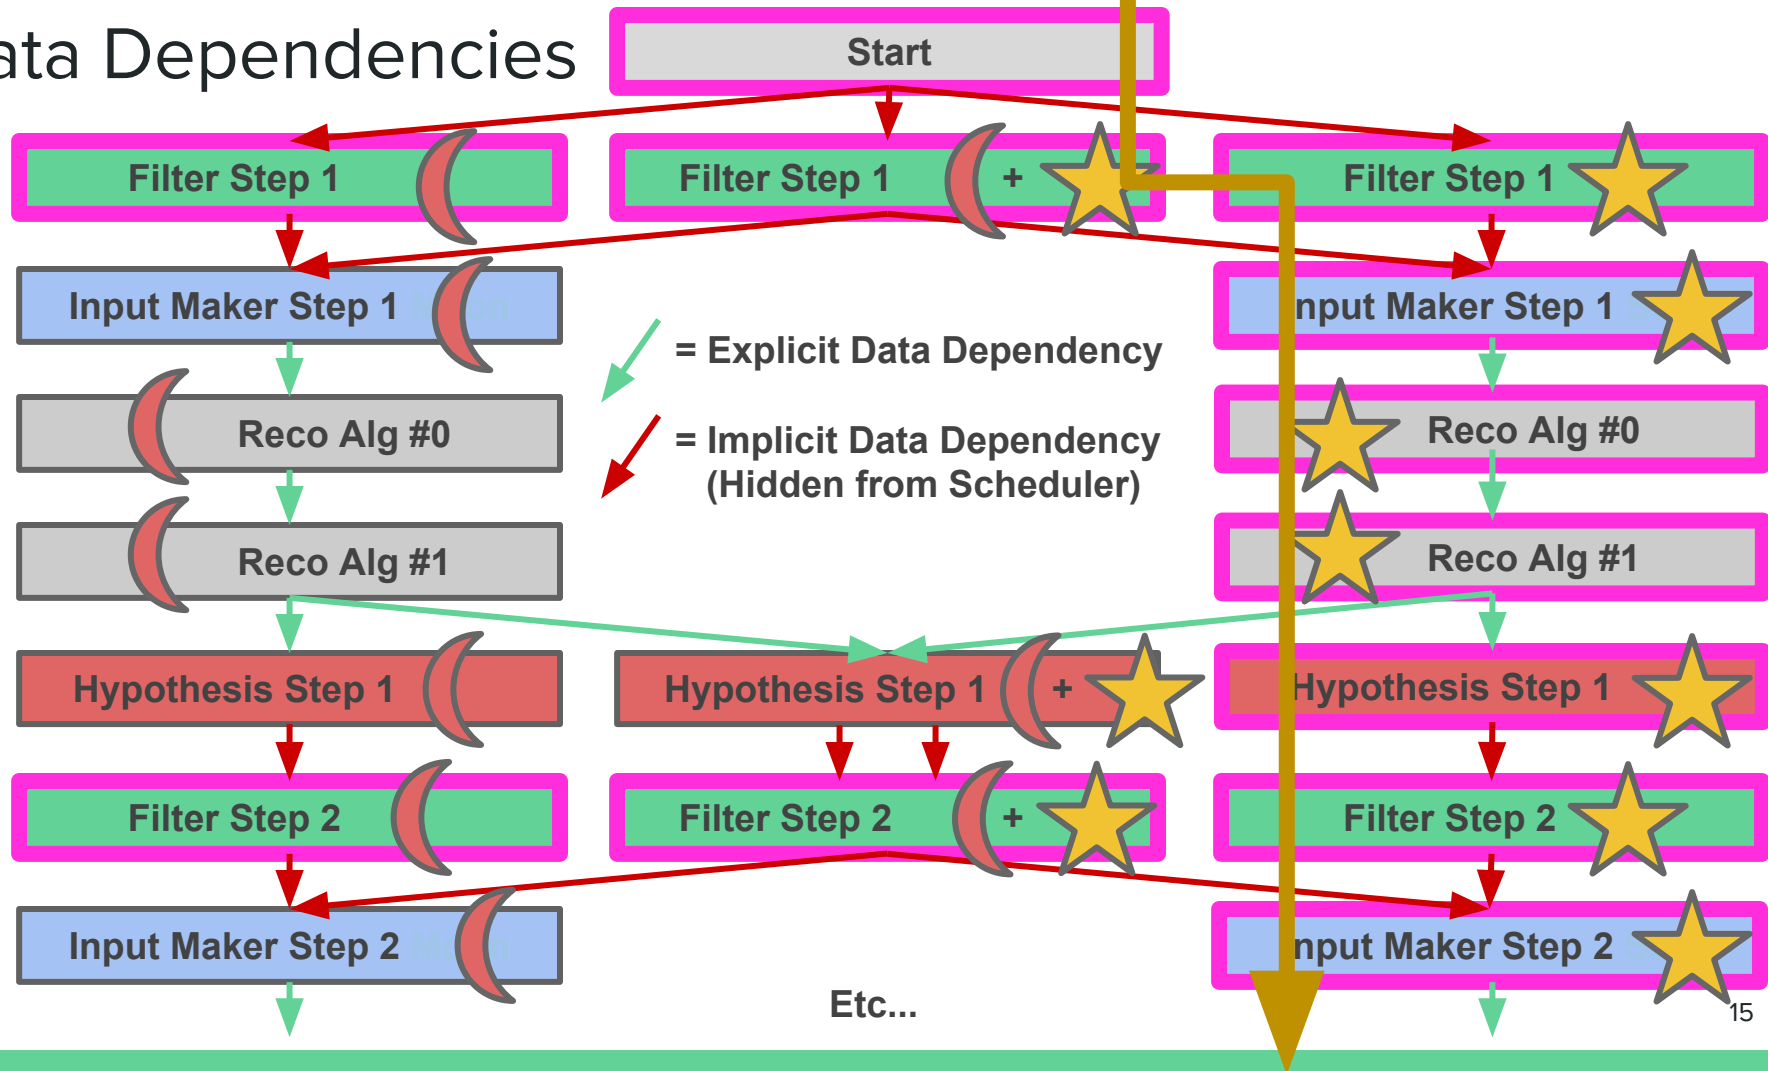 ata Dependencies
Start
Filter Step 1
Filter Step 1 +
Filter Step 1
Input Maker Step 1
nput Maker Step 1
= Explicit Data Dependency
= Implicit Data Dependency
(Hidden from Scheduler)
Reco Alg #0
Reco Alg #0
Reco Alg #1
Reco Alg #1
Hypothesis Step 1
Hypothesis Step 1 +
Hypothesis Step 1
Filter Step 2
Filter Step 2 +
Filter Step 2
Input Maker Step 2
nput Maker Step 2
Etc...
15